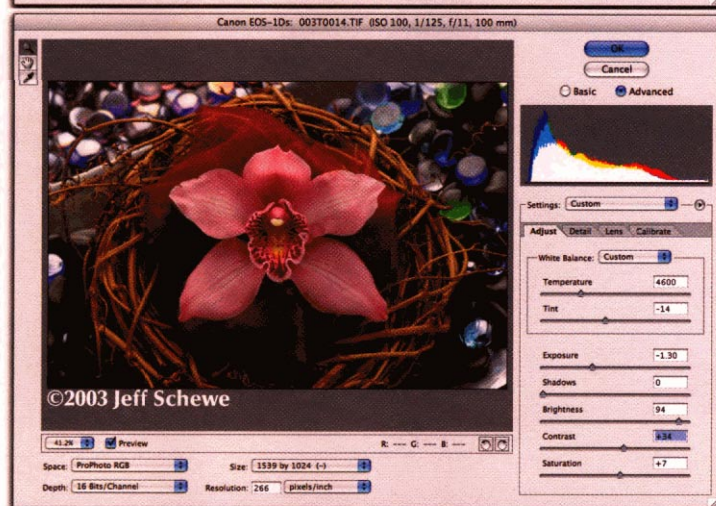 Canon EOS-1Ds: 003T0014.TIF (ISO 100, 1/125, f/11, 100 mm)
OK
Cancel
Basic Advanced
Settings: Custom
Adjust Detail Lens Calibrate
White Balance: Custom
Temperature 4600
Tint -14
Exposure -1.30
Shadows 0
Brightness 94
Contrast +34
Saturation +7
©2003 Jeff Schewe
41.2% Preview R: --- G: --- B: ---
Space: ProPhoto RGB Size: 1539 by 1024 (-)
Depth: 16 Bits/Channel Resolution: 266 pixels/inch